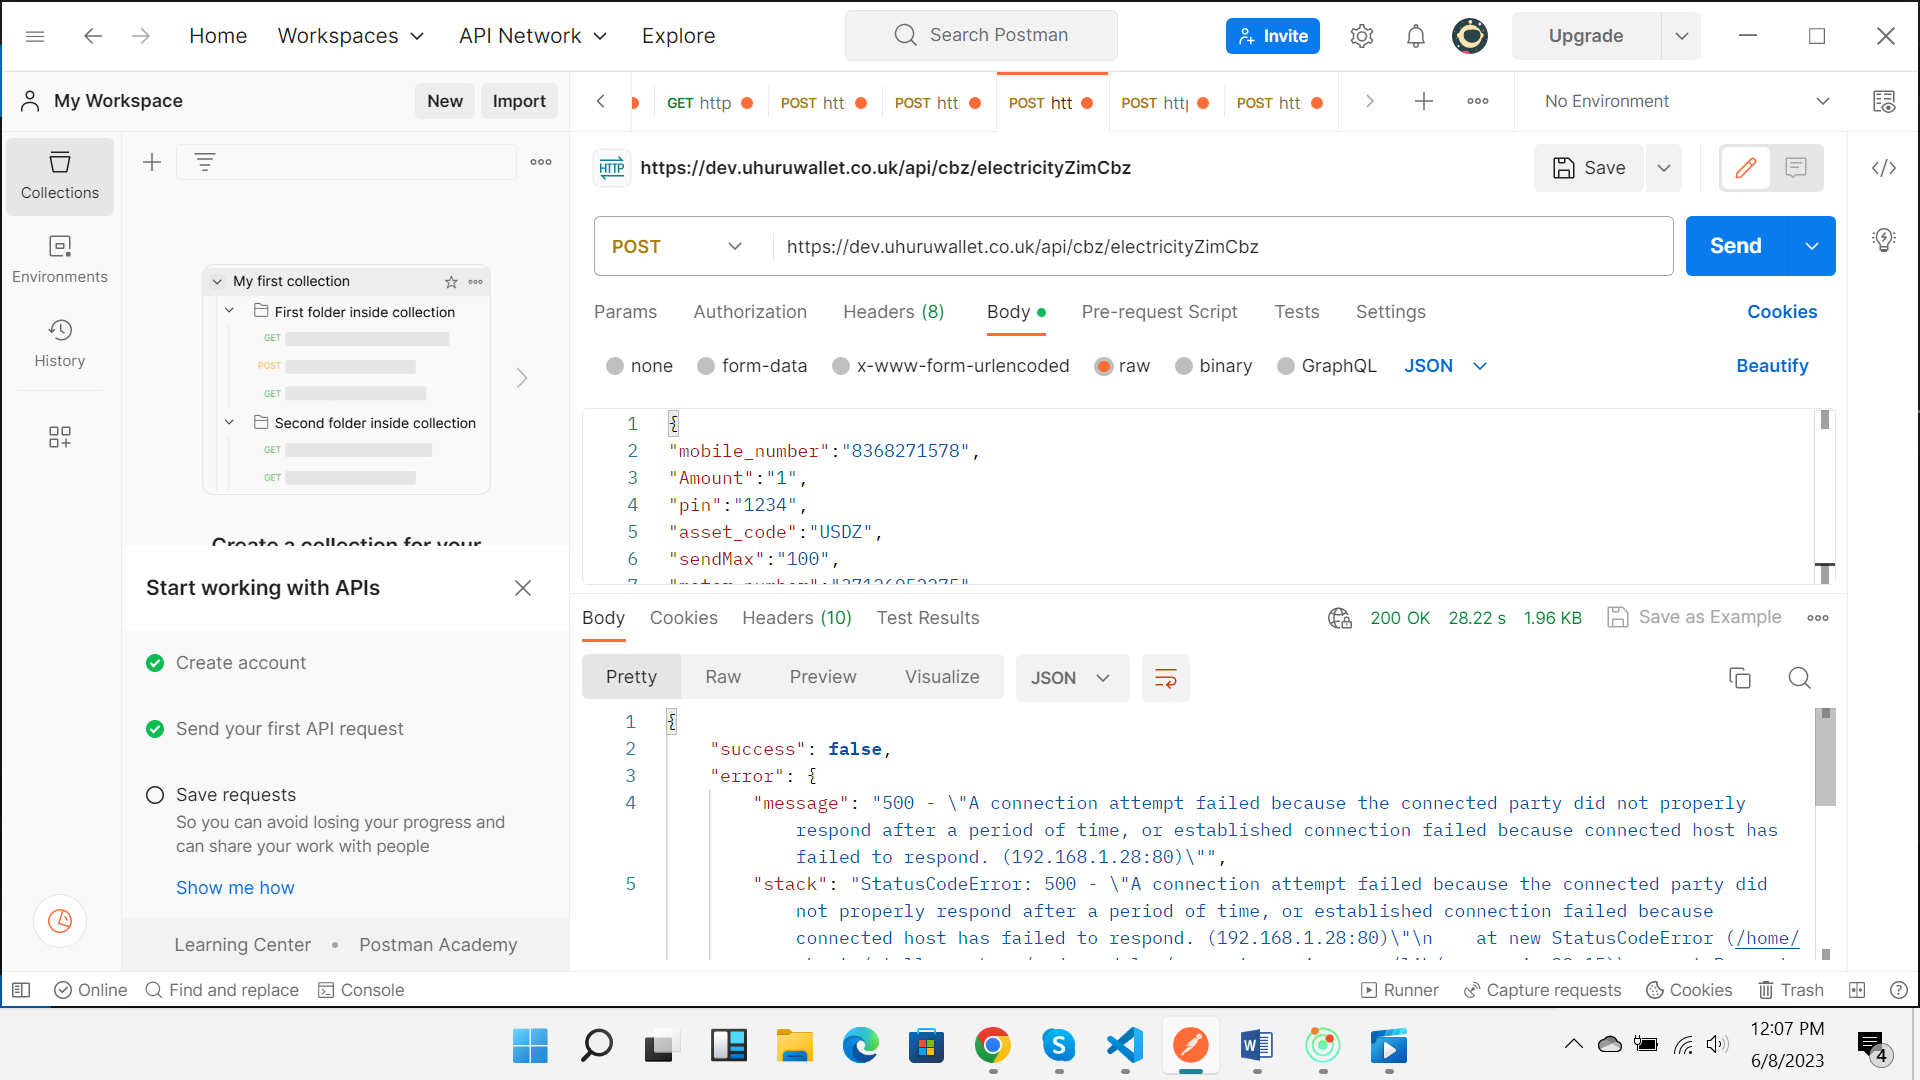 Home
Workspaces
API Network
Explore
Search Postman
Invite
Upgrade
My Workspace
New
Import
GET http
POST htt
POST htt
POST htt
POST http
POST htt
No Environment
Collections
Environments
History
My first collection
First folder inside collection
GET
POST
GET
Second folder inside collection
GET
GET
Create a collection for your
Start working with APIs
Create account
Send your first API request
Save requests
So you can avoid losing your progress and
can share your work with people
Show me how
Learning Center
Postman Academy
HTTP
https://dev.uhuruwallet.co.uk/api/cbz/electricityZimCbz
Save
POST
https://dev.uhuruwallet.co.uk/api/cbz/electricityZimCbz
Send
Params
Authorization
Headers (8)
Body
Pre-request Script
Tests
Settings
Cookies
none
form-data
x-www-form-urlencoded
raw
binary
GraphQL
JSON
Beautify
1 {
2 "mobile_number":"8368271578",
3 "Amount":"1",
4 "pin":"1234",
5 "asset_code":"USDZ",
6 "sendMax":"100",
Body
Cookies
Headers (10)
Test Results
200 OK
28.22 s
1.96 KB
Save as Example
Pretty
Raw
Preview
Visualize
JSON
1 {
2 "success": false,
3 "error": {
4 "message": "500 - \"A connection attempt failed because the connected party did not properly
respond after a period of time, or established connection failed because connected host has
failed to respond. (192.168.1.28:80)\"",
5 "stack": "StatusCodeError: 500 - \"A connection attempt failed because the connected party did
not properly respond after a period of time, or established connection failed because
connected host has failed to respond. (192.168.1.28:80)\"\n    at new StatusCodeError (/home/
Online
Find and replace
Console
Runner
Capture requests
Cookies
Trash
12:07 PM
6/8/2023
4